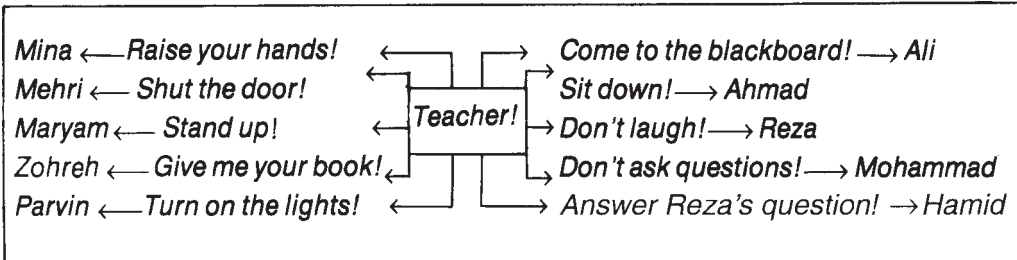 Mina ← Raise your hands! Come to the blackboard! → Ali
Mehri ← Shut the door! Sit down! → Ahmad
Maryam ← Stand up! Teacher! Don't laugh! → Reza
Zohreh ← Give me your book! Don't ask questions! → Mohammad
Parvin ← Turn on the lights! Answer Reza's question! → Hamid